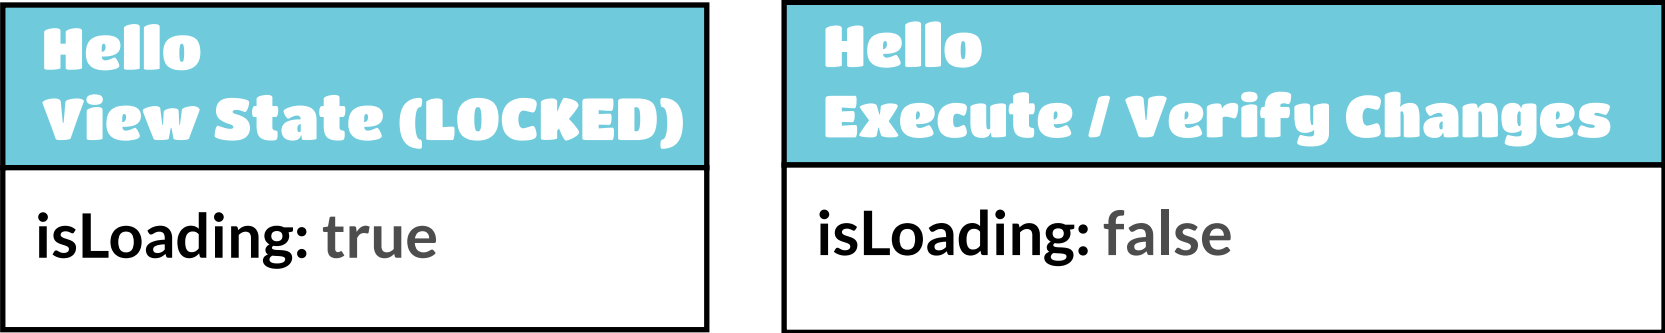 Hello
View State (LOCKED)
isLoading: true
Hello
Execute / Verify Changes
isLoading: false